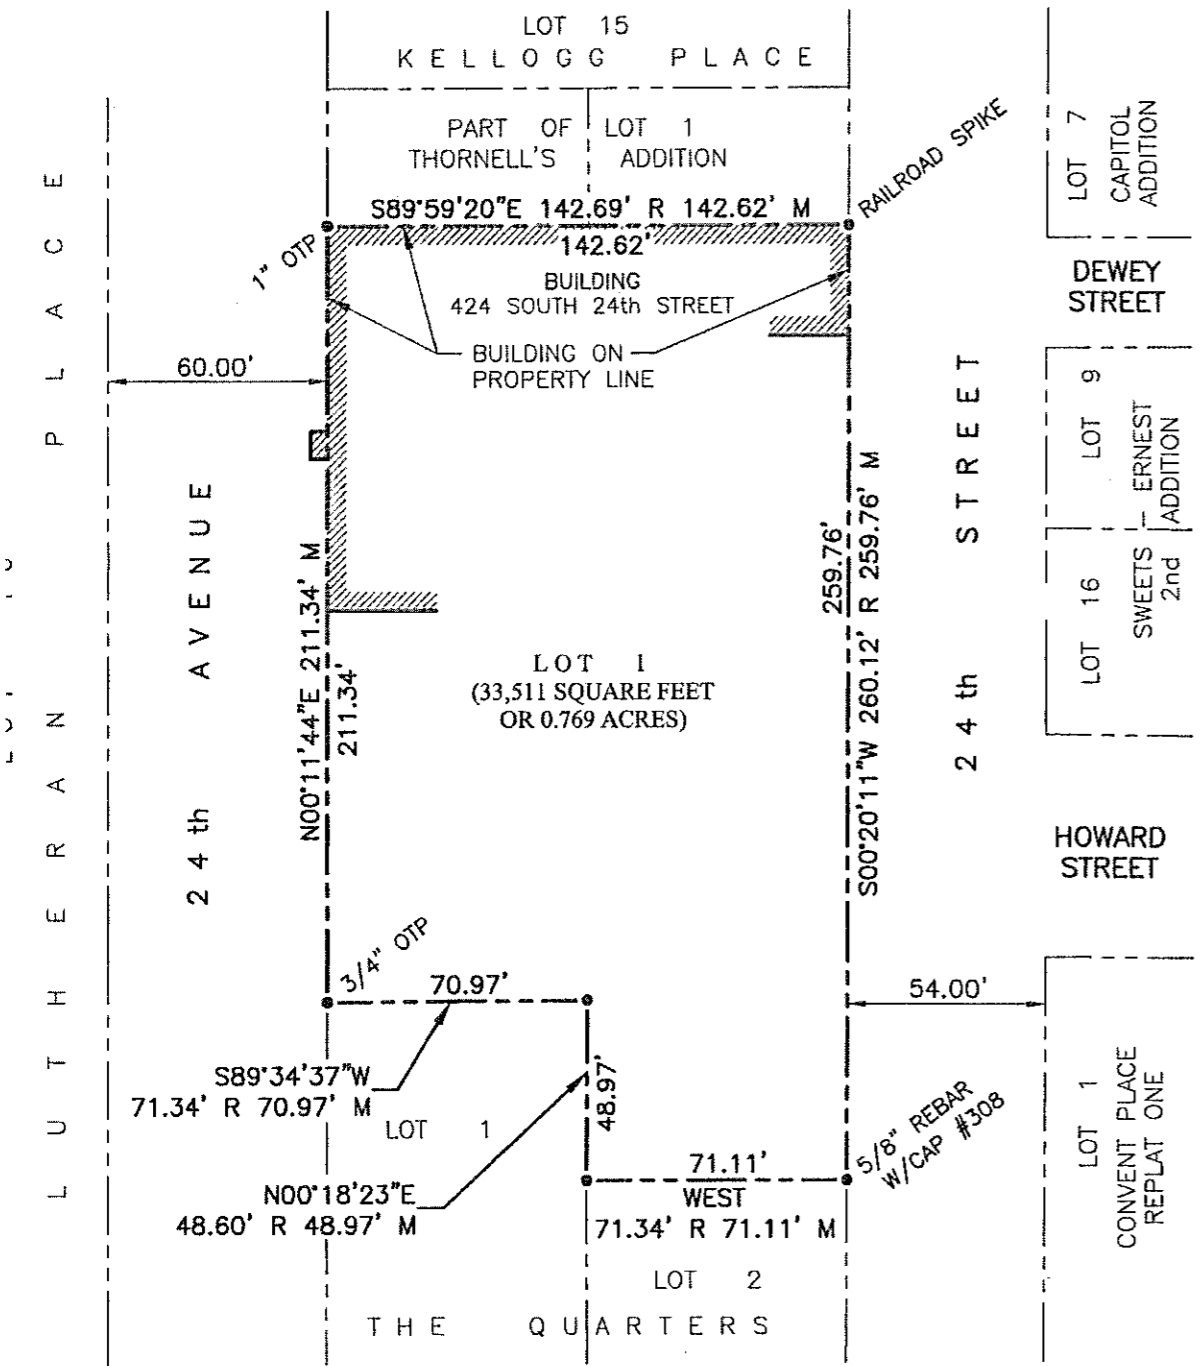 LOT 15
KELLOGG PLACE
PART OF LOT 1
THORNELL'S ADDITION
RAILROAD SPIKE
LOT 7
CAPITOL
ADDITION
S89°59'20"E 142.69' R 142.62' M
142.62'
1" OTP
BUILDING
424 SOUTH 24th STREET
BUILDING ON
PROPERTY LINE
DEWEY
STREET
60.00'
LUTHERAN PLACE
24th AVENUE
N00°11'44"E 211.34' M
211.34'
LOT 1
(33,511 SQUARE FEET
OR 0.769 ACRES)
259.76'
S00°20'11"W 260.12' R 259.76' M
24th STREET
LOT 9
ERNEST
ADDITION
LOT 16
SWEETS
2nd
HOWARD
STREET
3/4" OTP
70.97'
54.00'
S89°34'37"W
71.34' R 70.97' M
LOT 1
48.97'
N00°18'23"E
48.60' R 48.97' M
71.11'
WEST
71.34' R 71.11' M
5/8" REBAR
W/CAP #308
LOT 1
CONVENT PLACE
REPLAT ONE
LOT 2
THE QUARTERS